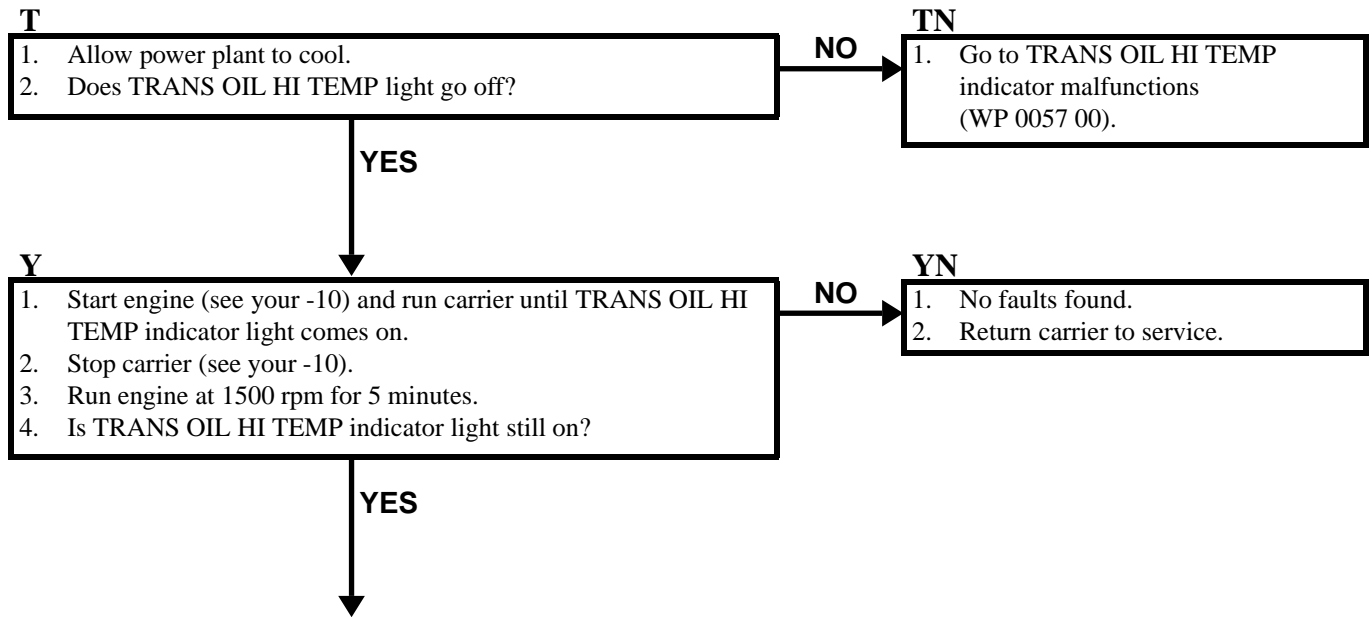 T
1. Allow power plant to cool.
2. Does TRANS OIL HI TEMP light go off?
NO
TN
1. Go to TRANS OIL HI TEMP
indicator malfunctions
(WP 0057 00).
YES
Y
1. Start engine (see your -10) and run carrier until TRANS OIL HI
TEMP indicator light comes on.
2. Stop carrier (see your -10).
3. Run engine at 1500 rpm for 5 minutes.
4. Is TRANS OIL HI TEMP indicator light still on?
NO
YN
1. No faults found.
2. Return carrier to service.
YES